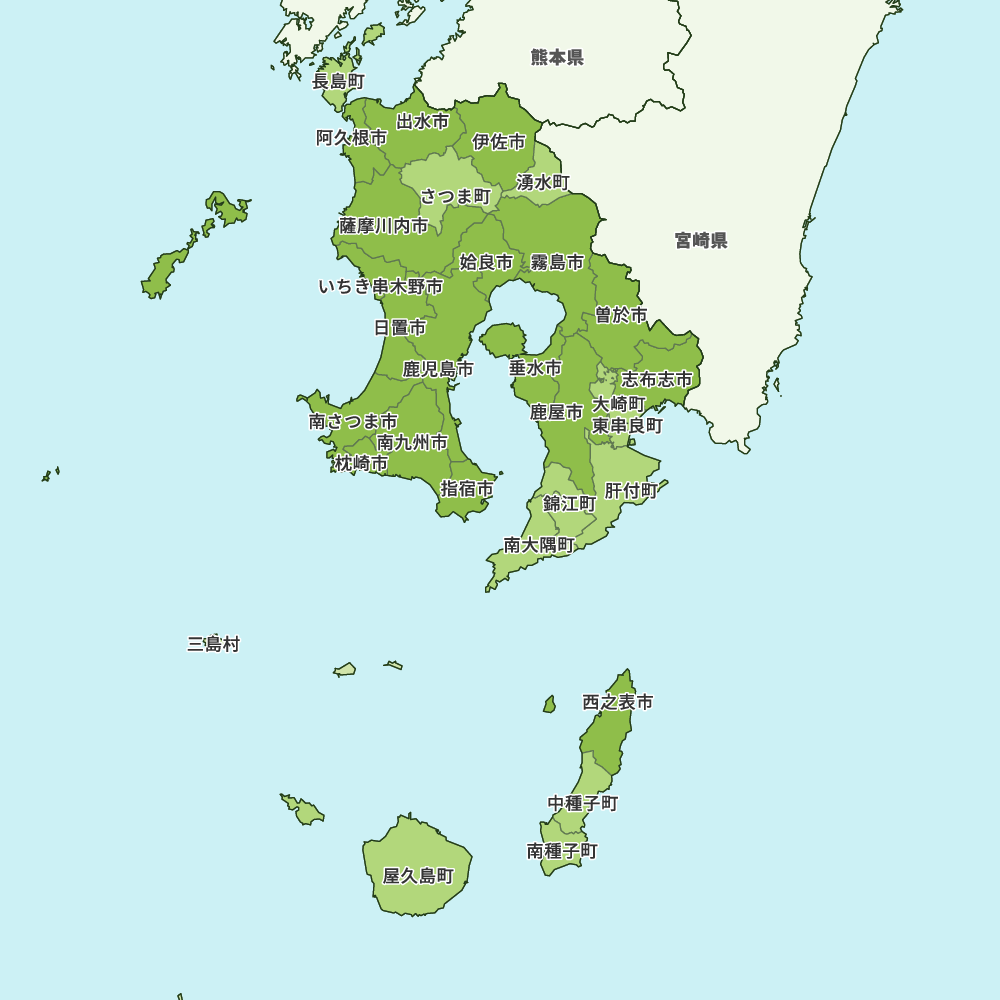 熊本県
長島町
出水市
阿久根市
伊佐市
湧水町
さつま町
薩摩川内市
宮崎県
姶良市
霧島市
いちき串木野市
曽於市
日置市
鹿児島市
垂水市
志布志市
大崎町
鹿屋市
南さつま市
東串良町
南九州市
枕崎市
指宿市
肝付町
錦江町
南大隅町
三島村
西之表市
中種子町
南種子町
屋久島町